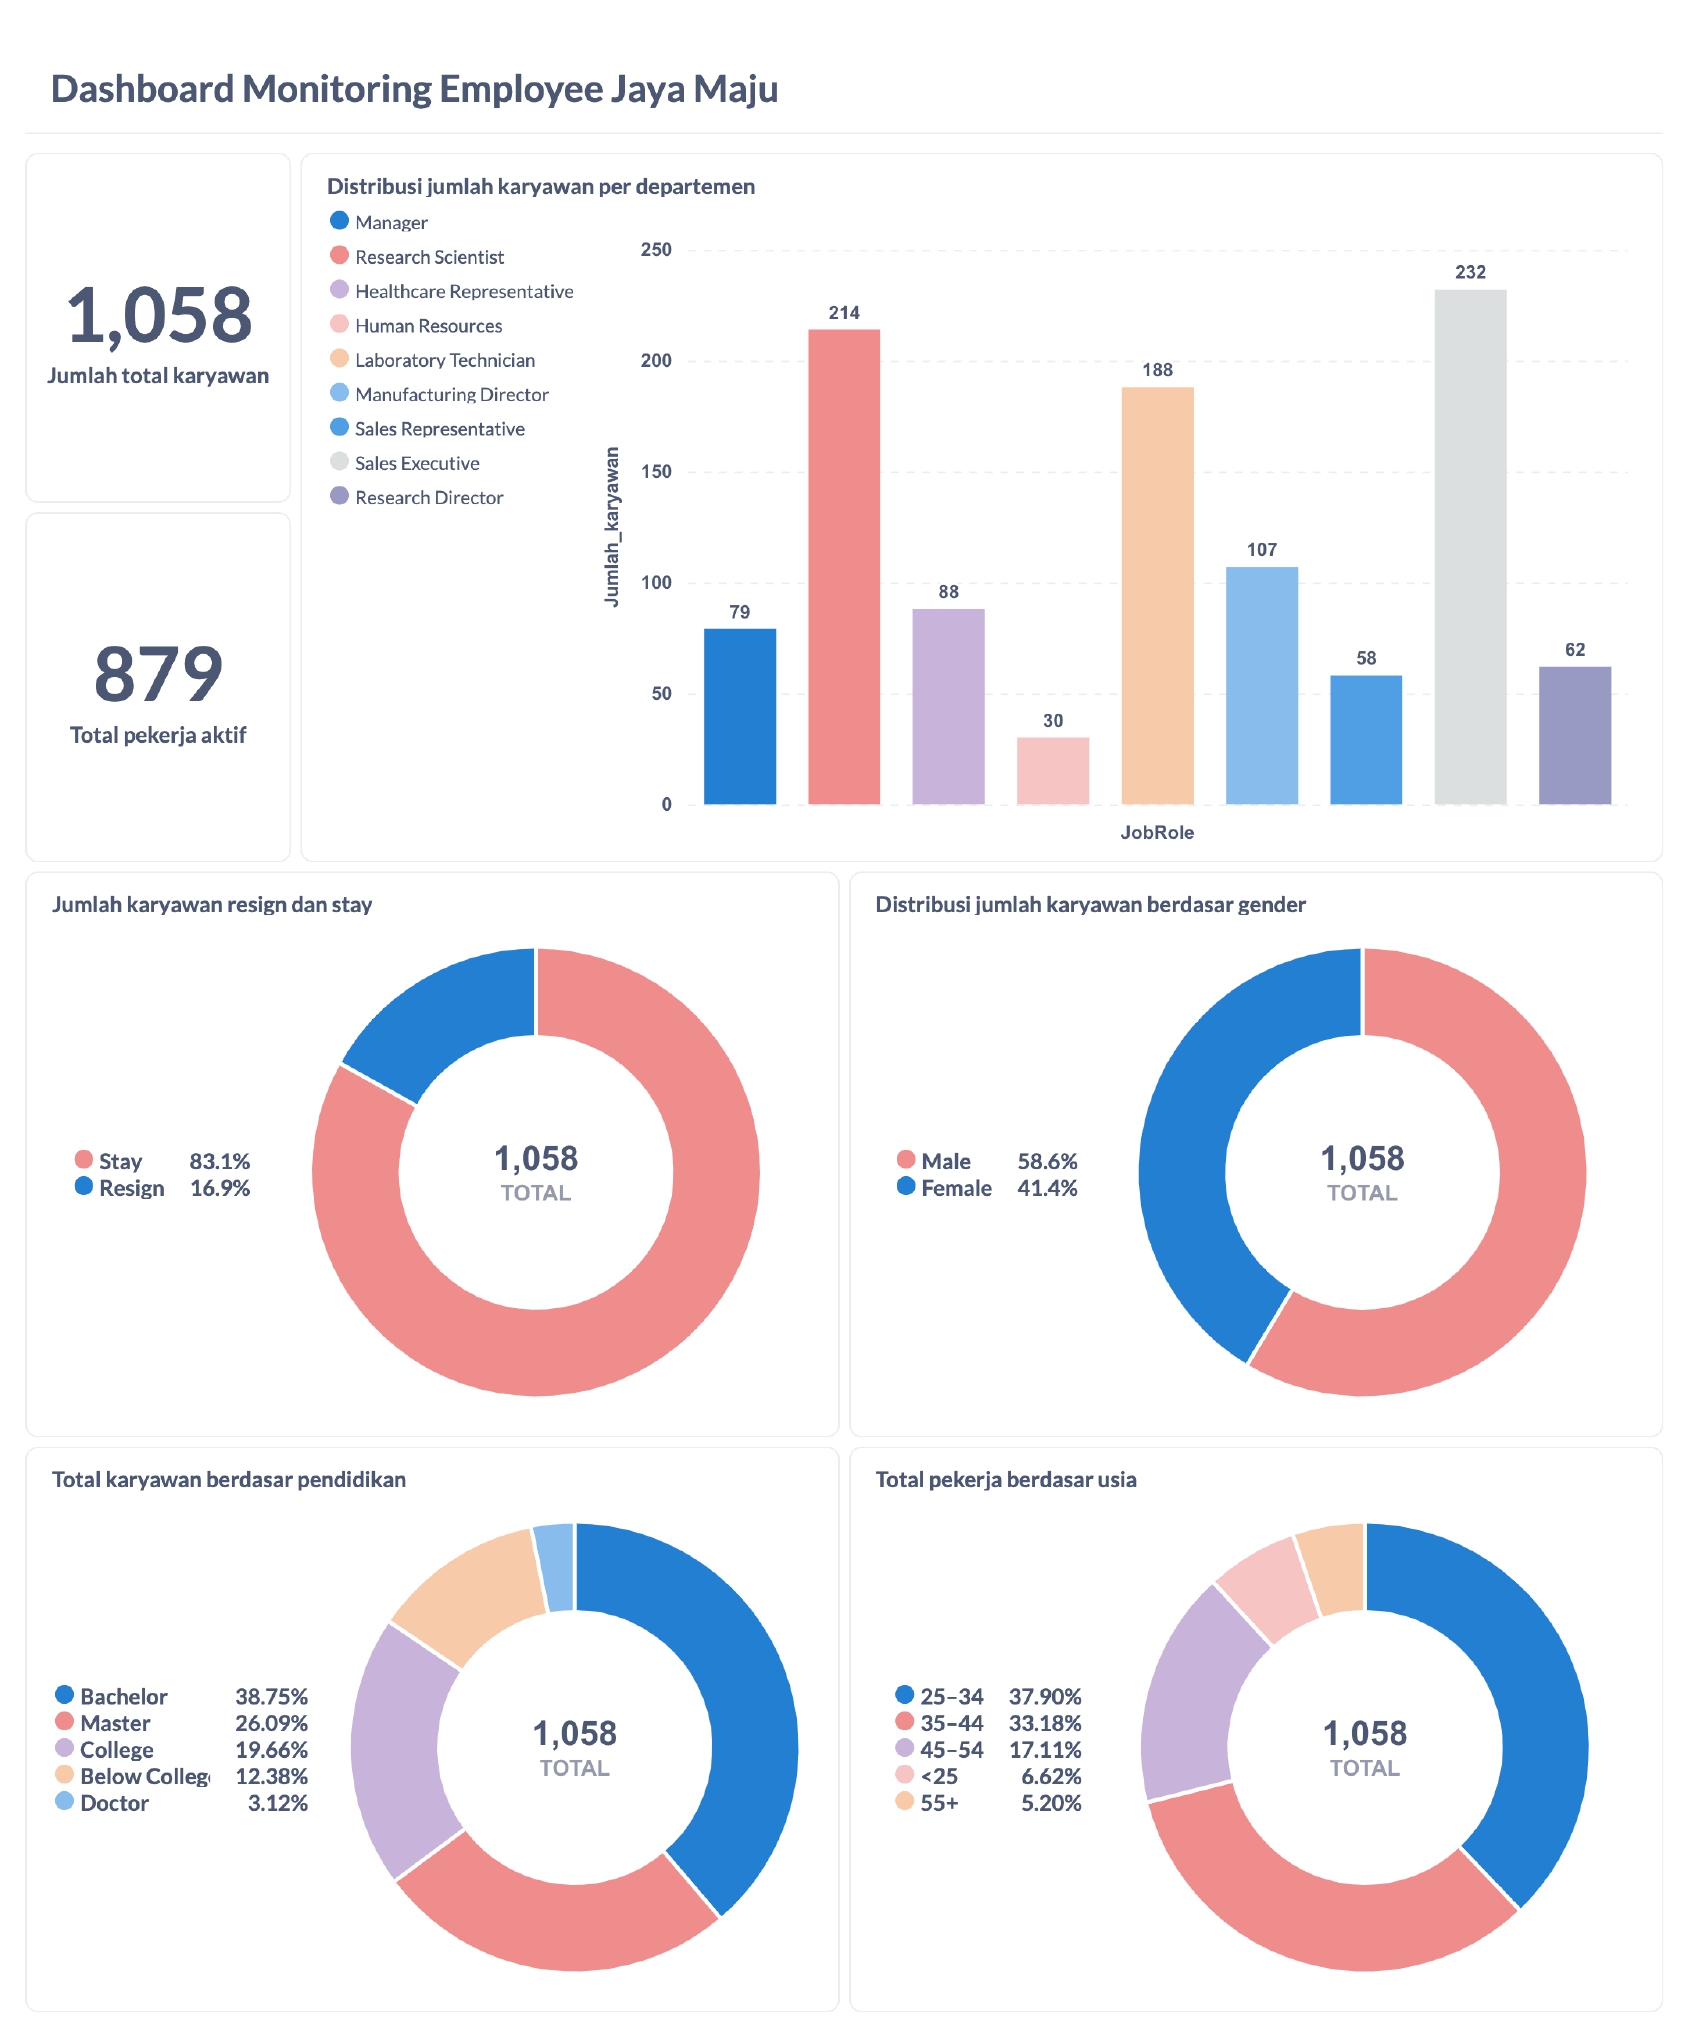 Dashboard Monitoring Employee Jaya Maju
1,058
Jumlah total karyawan
879
Total pekerja aktif
Distribusi jumlah karyawan per departemen
Manager
Research Scientist
Healthcare Representative
Human Resources
Laboratory Technician
Manufacturing Director
Sales Representative
Sales Executive
Research Director
Jumlah_karyawan
250
200
150
100
50
0
79
214
88
30
188
107
58
232
62
JobRole
Jumlah karyawan resign dan stay
Stay 83.1%
Resign 16.9%
1,058
TOTAL
Distribusi jumlah karyawan berdasar gender
Male 58.6%
Female 41.4%
1,058
TOTAL
Total karyawan berdasar pendidikan
Bachelor 38.75%
Master 26.09%
College 19.66%
Below Colleg 12.38%
Doctor 3.12%
1,058
TOTAL
Total pekerja berdasar usia
25–34 37.90%
35–44 33.18%
45–54 17.11%
<25 6.62%
55+ 5.20%
1,058
TOTAL